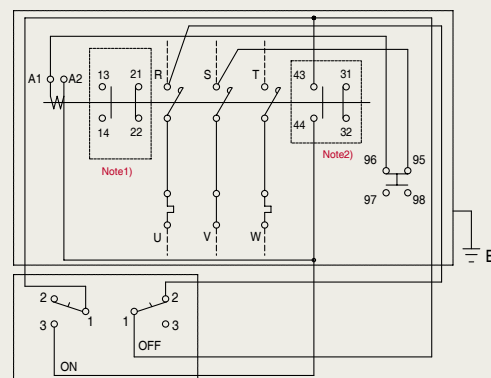 A1 A2 13 21 R S T 43 31
14 22 44 32
Note1) Note2)
96 95
97 98
U V W
E
2 1 2
3 1 3
OFF
ON